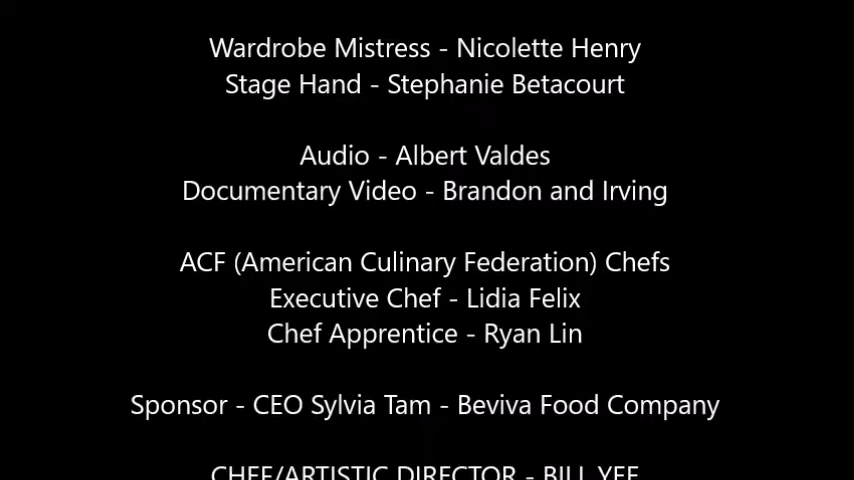 Wardrobe Mistress - Nicolette Henry
Stage Hand - Stephanie Betacourt
Audio - Albert Valdes
Documentary Video - Brandon and Irving
ACF (American Culinary Federation) Chefs
Executive Chef - Lidia Felix
Chef Apprentice - Ryan Lin
Sponsor - CEO Sylvia Tam - Beviva Food Company
CHEF/ARTISTIC DIRECTOR - BILL YEE